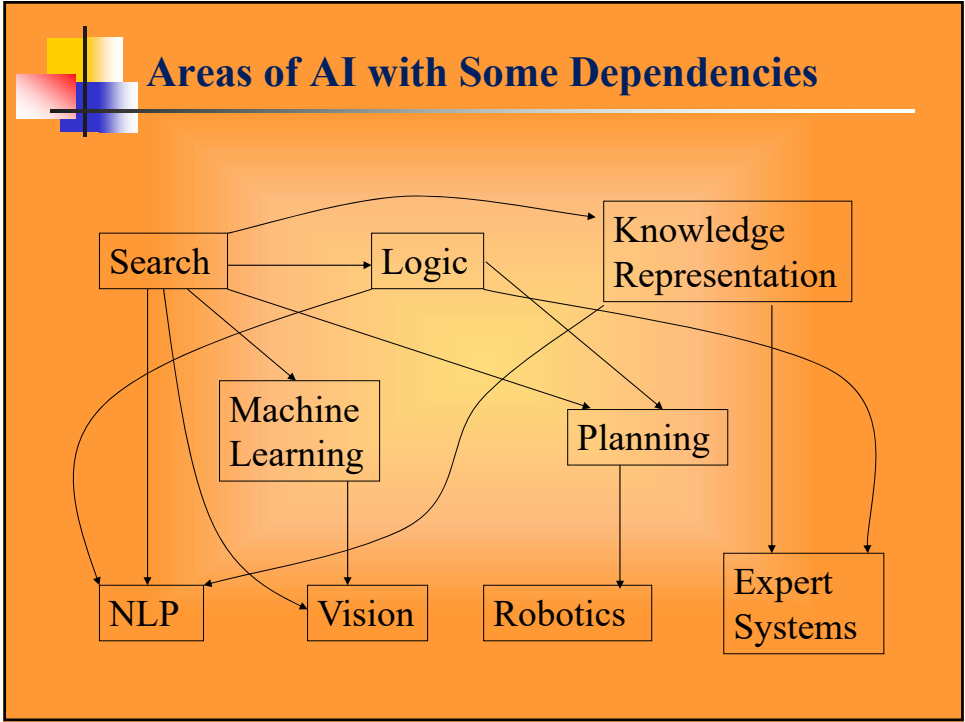 Areas of AI with Some Dependencies
Search
Logic
Knowledge
Representation
Machine
Learning
Planning
NLP
Vision
Robotics
Expert
Systems